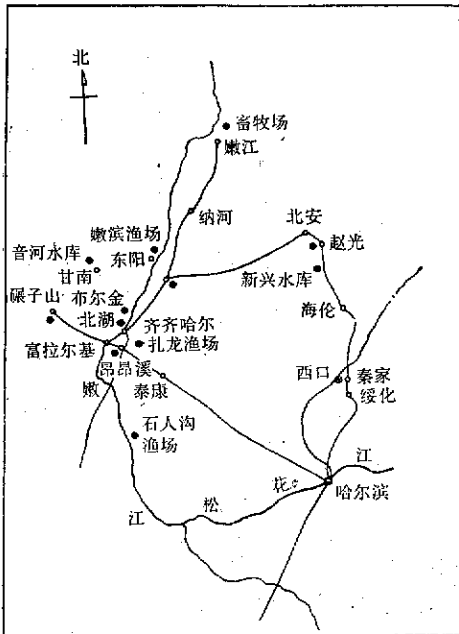 北
畜牧场
嫩江
纳河
北安
嫩滨渔场
赵光
音河水库
东阳
甘南
新兴水库
碾子山
布尔金
海伦
北湖
齐齐哈尔
富拉尔基
扎龙渔场
昂昂溪
西口
秦家
嫩
泰康
绥化
石人沟
渔场
江
花
哈尔滨
松
江